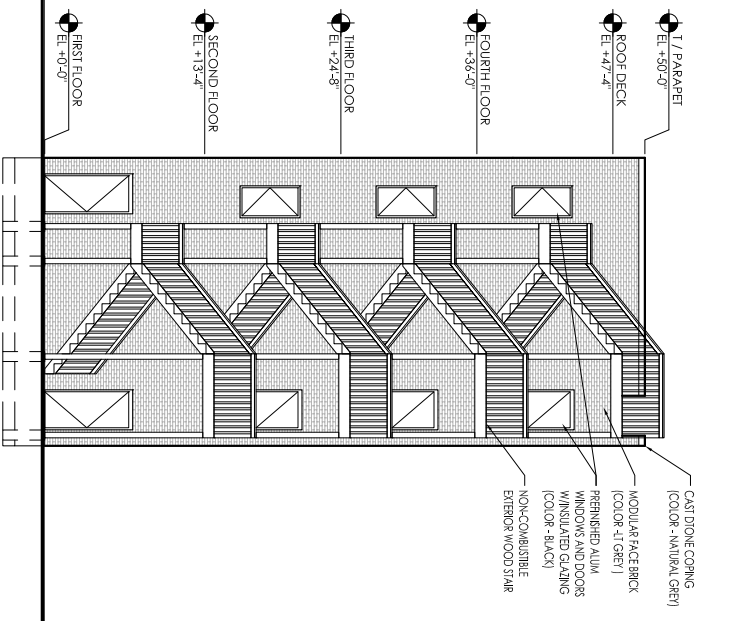 T / PARAPET
EL +50'-0"
ROOF DECK
EL +47'-4"
FOURTH FLOOR
EL +36'-0"
THIRD FLOOR
EL +24'-8"
SECOND FLOOR
EL +13'-4"
FIRST FLOOR
EL +0'-0"
CAST DTONE COPING
(COLOR - NATURAL GREY)
MODULAR FACE BRICK
(COLOR -LT GREY )
PREFINISHED ALUM
WINDOWS AND DOORS
W/INSULATED GLAZING
(COLOR - BLACK)
NON-COMBUSTIBLE
EXTERIOR WOOD STAIR